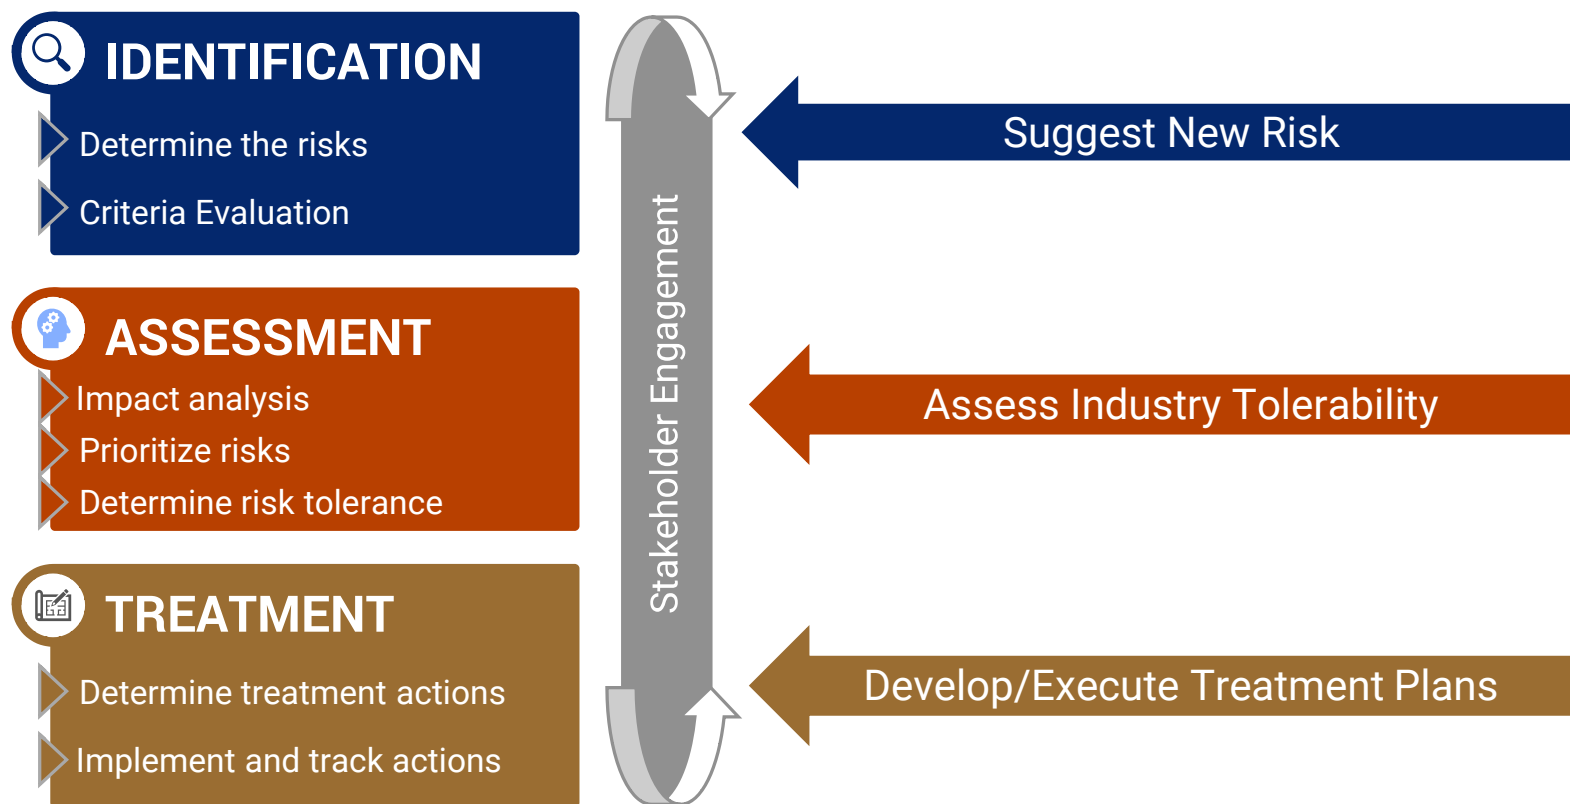 IDENTIFICATION
Determine the risks
Criteria Evaluation
ASSESSMENT
Impact analysis
Prioritize risks
Determine risk tolerance
TREATMENT
Determine treatment actions
Implement and track actions
Stakeholder Engagement
Suggest New Risk
Assess Industry Tolerability
Develop/Execute Treatment Plans